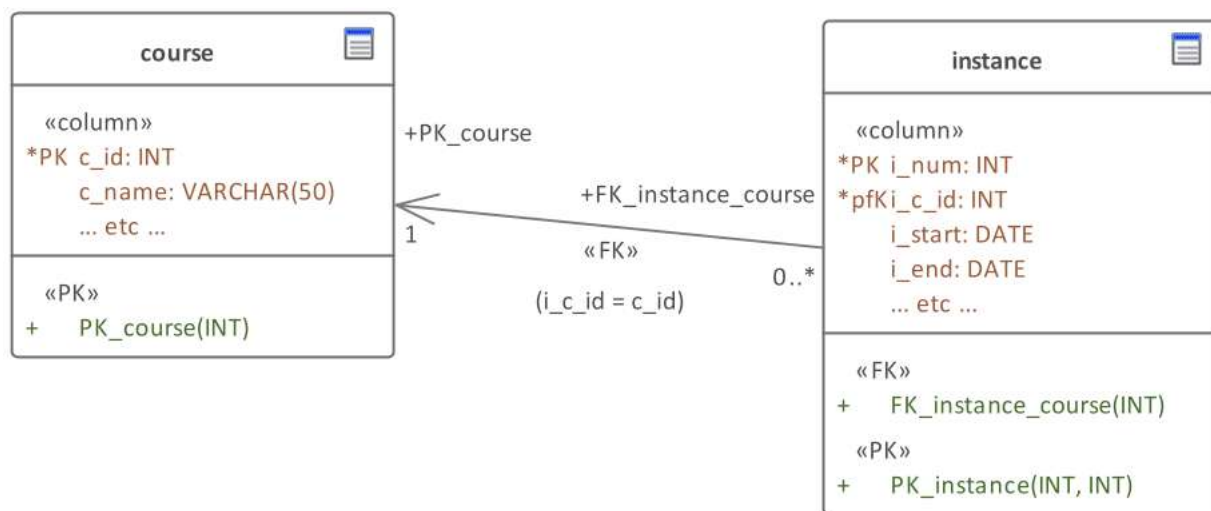 course
«column»
*PK c_id: INT
c_name: VARCHAR(50)
... etc ...
«PK»
+ PK_course(INT)
+PK_course
1
+FK_instance_course
«FK»
0..*
(i_c_id = c_id)
instance
«column»
*PK i_num: INT
*pfK i_c_id: INT
i_start: DATE
i_end: DATE
... etc ...
«FK»
+ FK_instance_course(INT)
«PK»
+ PK_instance(INT, INT)